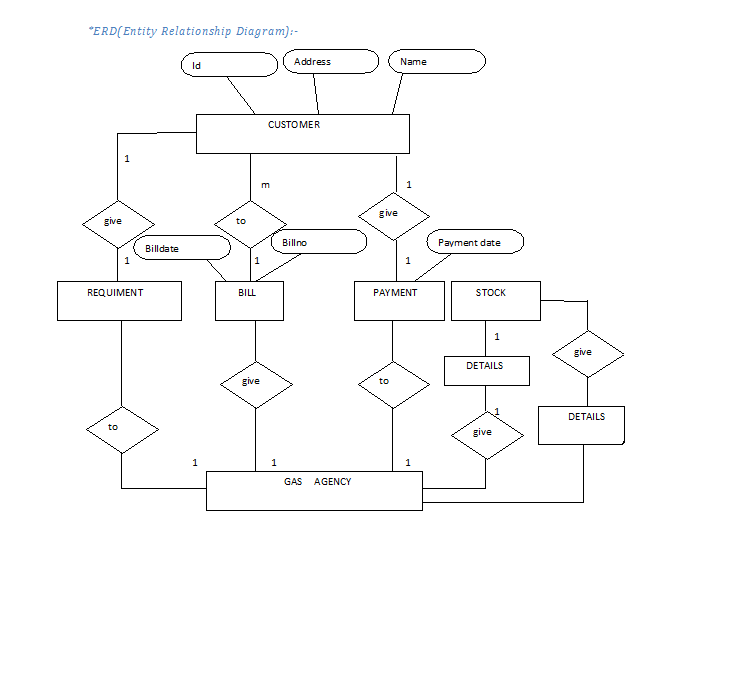 *ERD(Entity Relationship Diagram):-
Id
Address
Name
CUSTOMER
1
m
1
give
to
give
Billdate
Billno
Payment date
1
1
1
REQUIMENT
BILL
PAYMENT
STOCK
1
give
DETAILS
give
to
1
DETAILS
to
give
1
1
1
GAS AGENCY